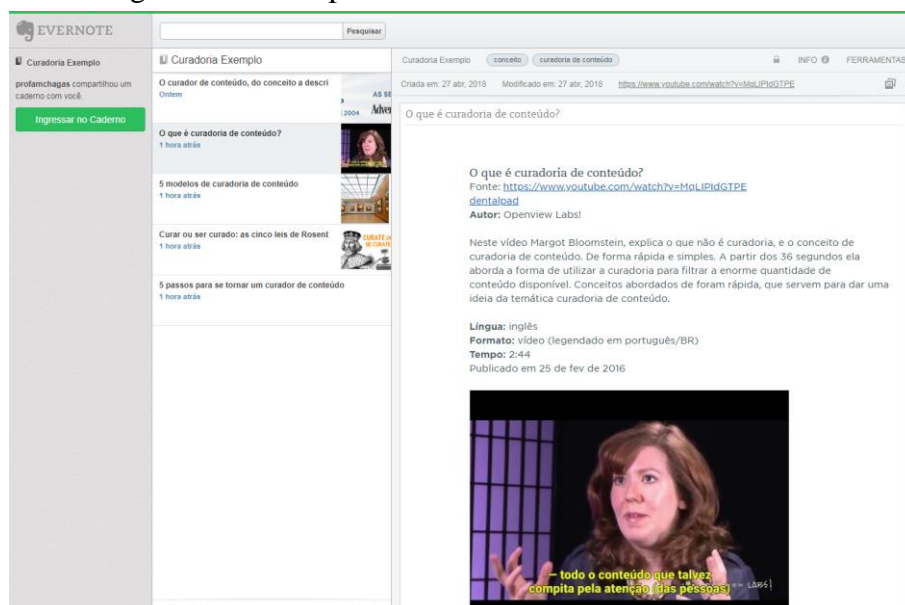 EVERNOTE
Pesquisar
Curadoria Exemplo
profamchagas compartilhou um
caderno com você.
Ingressar no Caderno
Curadoria Exemplo
O curador de conteúdo, do conceito a descri
Ontem
AS SE
2004 Adver
O que é curadoria de conteúdo?
1 hora atrás
5 modelos de curadoria de conteúdo
1 hora atrás
Curar ou ser curado: as cinco leis de Rosent
1 hora atrás
CURATE
CURATE
5 passos para se tornar um curador de conteúdo
1 hora atrás
Curadoria Exemplo conceito curadoria de conteúdo INFO FERRAMENTAS
Criada em: 27 abr, 2018 Modificado em: 27 abr, 2018 https://www.youtube.com/watch?v=MqLIPIdGTPE
O que é curadoria de conteúdo?
O que é curadoria de conteúdo?
Fonte: https://www.youtube.com/watch?v=MqLIPIdGTPE
dentalpad
Autor: Openview Labs!
Neste vídeo Margot Bloomstein, explica o que não é curadoria, e o conceito de
curadoria de conteúdo. De forma rápida e simples. A partir dos 36 segundos ela
aborda a forma de utilizar a curadoria para filtrar a enorme quantidade de
conteúdo disponível. Conceitos abordados de foram rápida, que servem para dar uma
ideia da temática curadoria de conteúdo.
Língua: inglês
Formato: vídeo (legendado em português/BR)
Tempo: 2:44
Publicado em 25 de fev de 2016
– todo o conteúdo que talvez
compita pela atenção (das pessoas)
LABS!